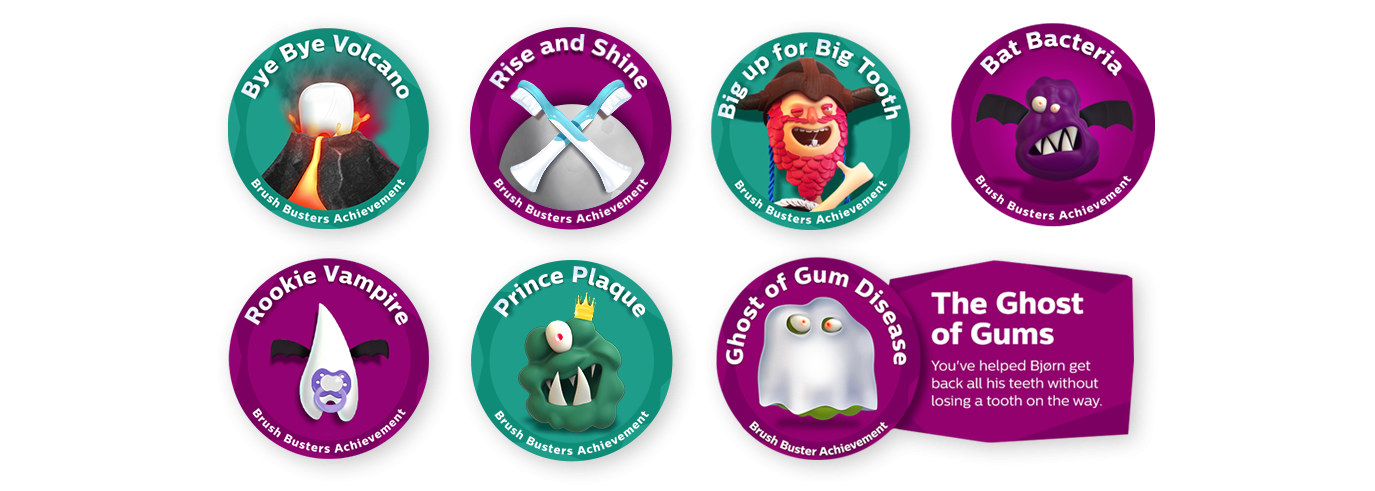 Bye Bye Volcano
Brush Busters Achievement
Rise and Shine
Brush Busters Achievement
Big up for Big Tooth
Brush Busters Achievement
Bat Bacteria
Brush Busters Achievement
Rookie Vampire
Brush Busters Achievement
Prince Plaque
Brush Busters Achievement
Ghost of Gum Disease
Brush Buster Achievement
The Ghost
of Gums
You've helped Bjørn get
back all his teeth without
losing a tooth on the way.